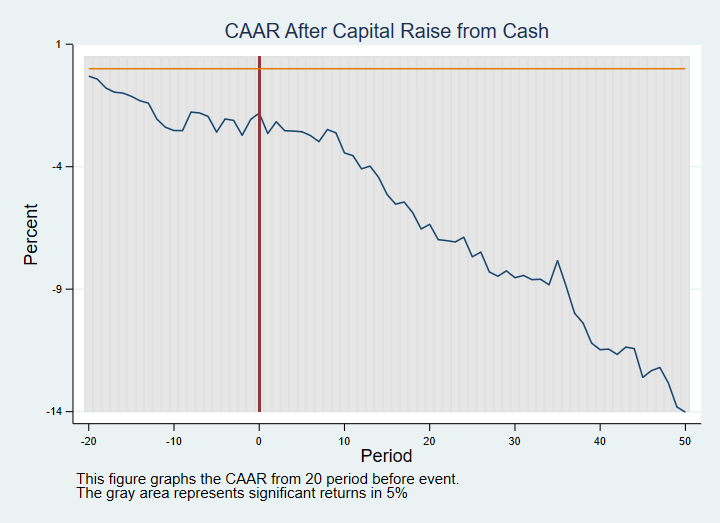 CAAR After Capital Raise from Cash
1
-4
-9
-14
Percent
-20 -10 0 10 20 30 40 50
Period
This figure graphs the CAAR from 20 period before event.
The gray area represents significant returns in 5%